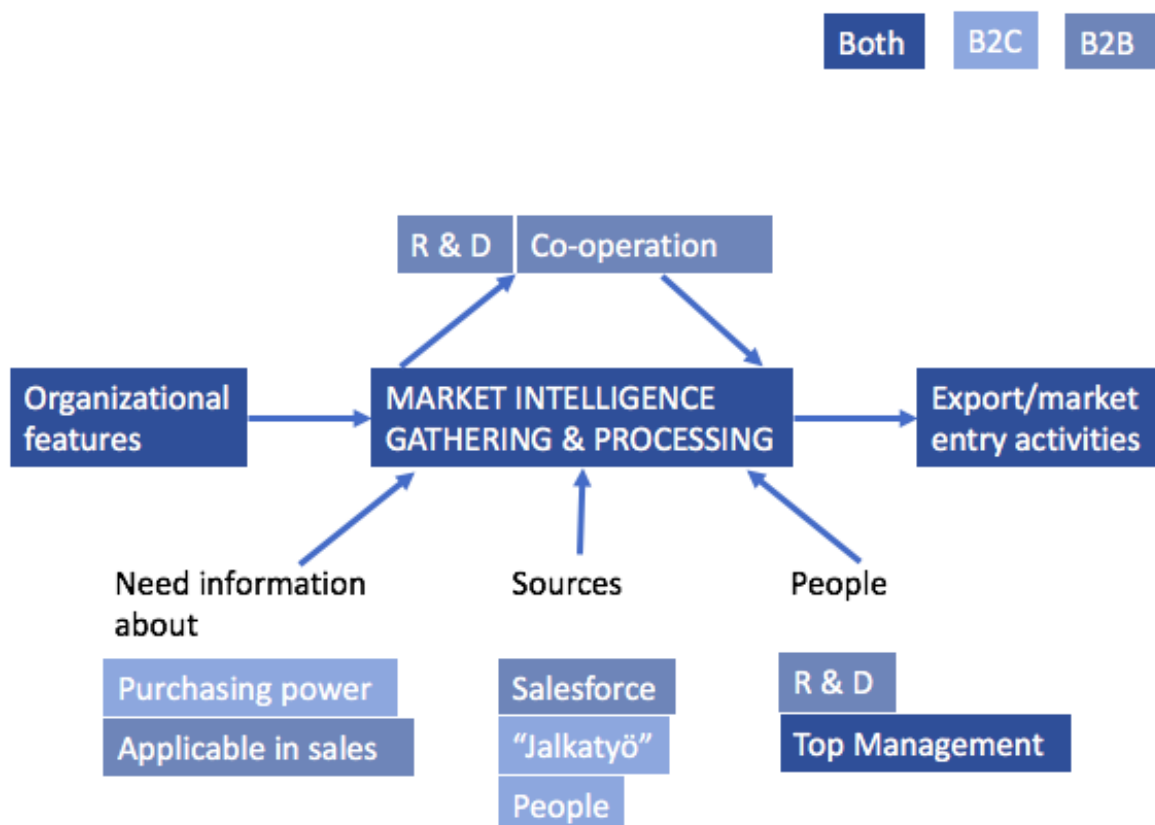 Both B2C B2B
R & D Co-operation
Organizational
features
MARKET INTELLIGENCE
GATHERING & PROCESSING
Export/market
entry activities
Need information
about
Purchasing power
Applicable in sales
Sources
Salesforce
“Jalkatyö”
People
People
R & D
Top Management